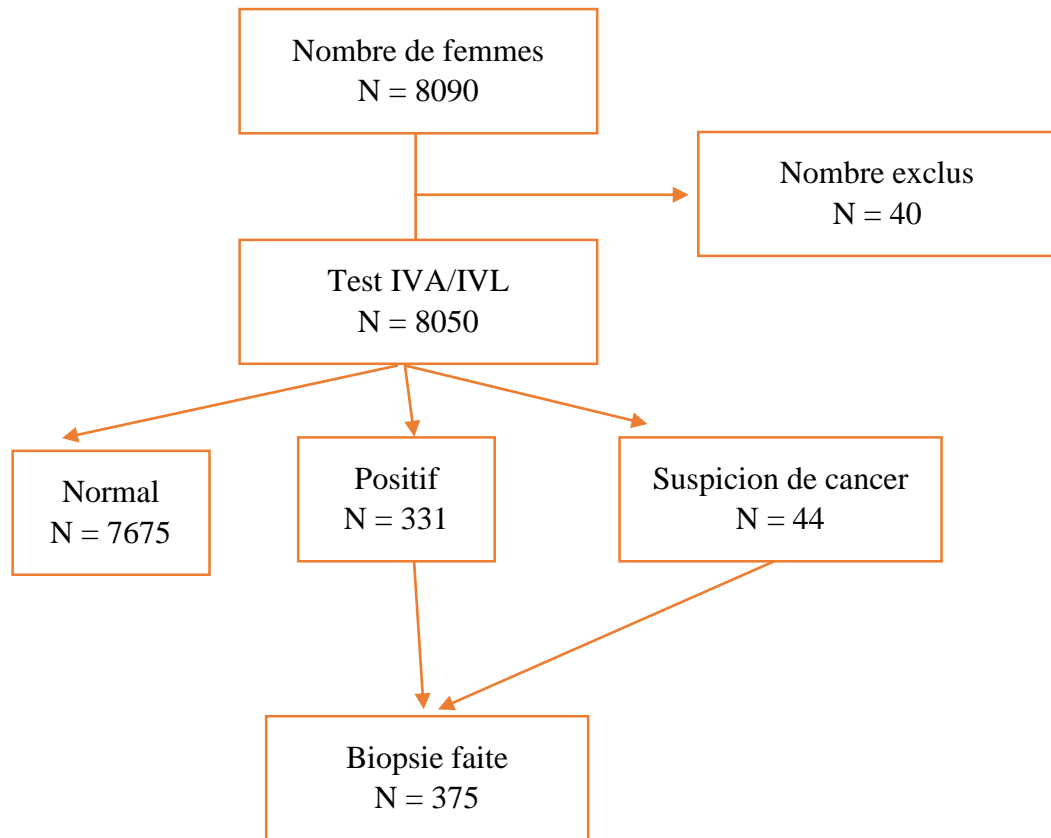 Nombre de femmes
N = 8090
Nombre exclus
N = 40
Test IVA/IVL
N = 8050
Normal
N = 7675
Positif
N = 331
Suspicion de cancer
N = 44
Biopsie faite
N = 375